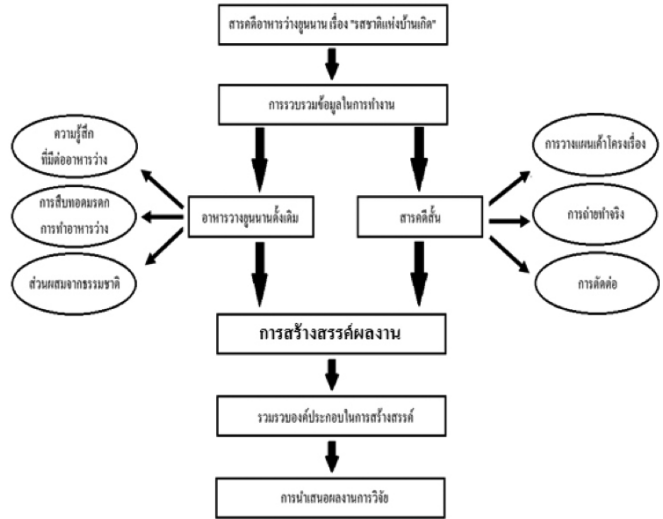 สารคดีอาหารว่างยูนนาน เรื่อง "รสชาติแห่งบ้านเกิด"
การรวบรวมข้อมูลในการทำงาน
ความรู้สึก
ที่มีต่ออาหารว่าง
การสืบทอดมรดก
การทำอาหารว่าง
ส่วนผสมจากธรรมชาติ
อาหารวางยูนนานดั้งเดิม
สารคดีสั้น
การวางแผนเค้าโครงเรื่อง
การถ่ายทำจริง
การตัดต่อ
การสร้างสรรค์ผลงาน
รวมรวบองค์ประกอบในการสร้างสรรค์
การนำเสนอผลงานการวิจัย